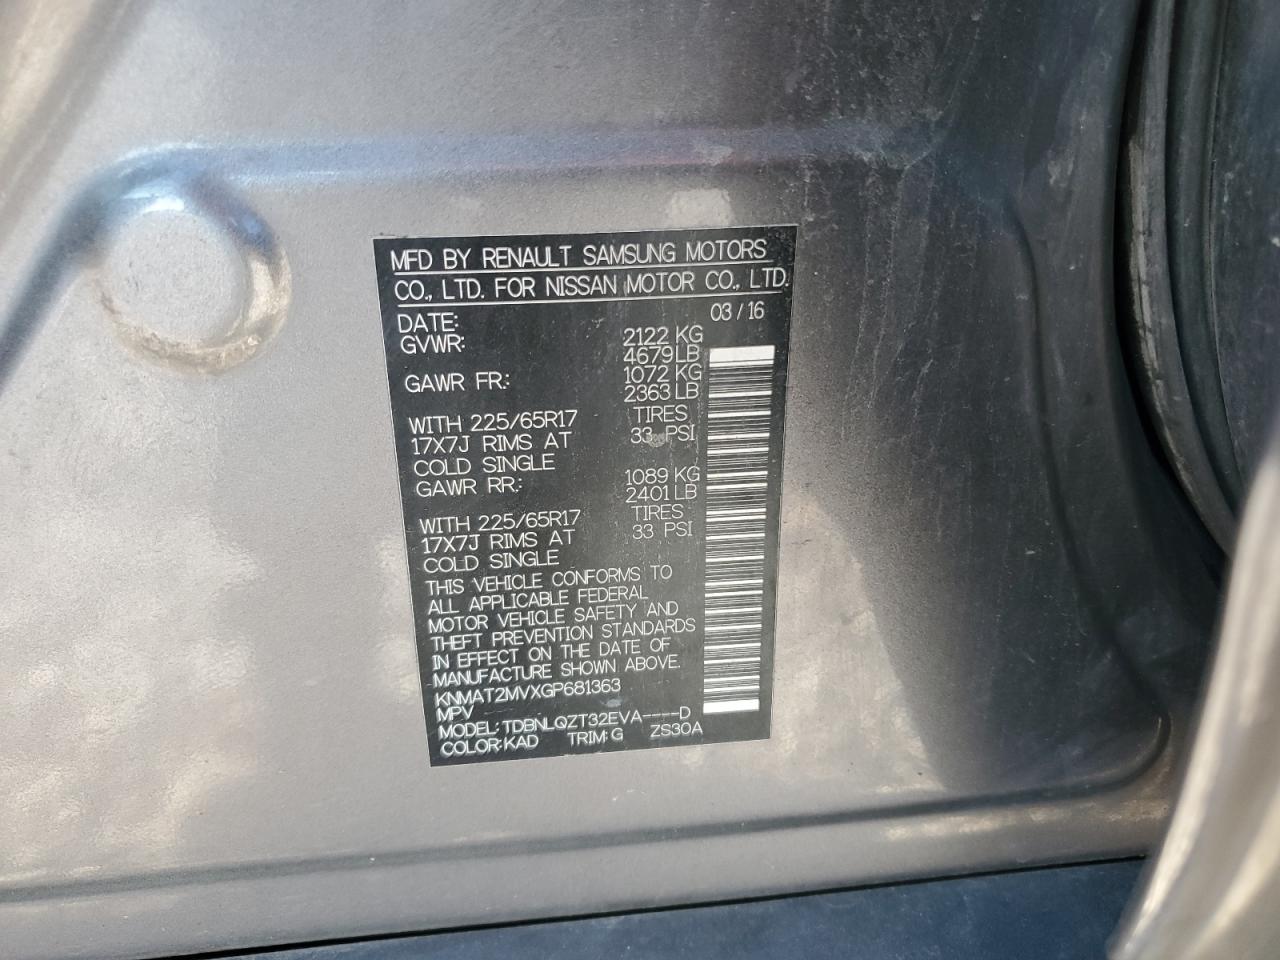 MFD BY RENAULT SAMSUNG MOTORS
CO., LTD. FOR NISSAN MOTOR CO., LTD.
DATE: 03 / 16
GVWR: 2122 KG
4679 LB
GAWR FR: 1072 KG
2363 LB
WITH 225/65R17 TIRES
17X7J RIMS AT 33 PSI
COLD SINGLE
GAWR RR: 1089 KG
2401 LB
WITH 225/65R17 TIRES
17X7J RIMS AT 33 PSI
COLD SINGLE
THIS VEHICLE CONFORMS TO
ALL APPLICABLE FEDERAL
MOTOR VEHICLE SAFETY AND
THEFT PREVENTION STANDARDS
IN EFFECT ON THE DATE OF
MANUFACTURE SHOWN ABOVE.
KNMAT2MVXGP681363
MPV
MODEL: TDBNLQZT32EVA----D
COLOR: KAD TRIM: G ZS30A